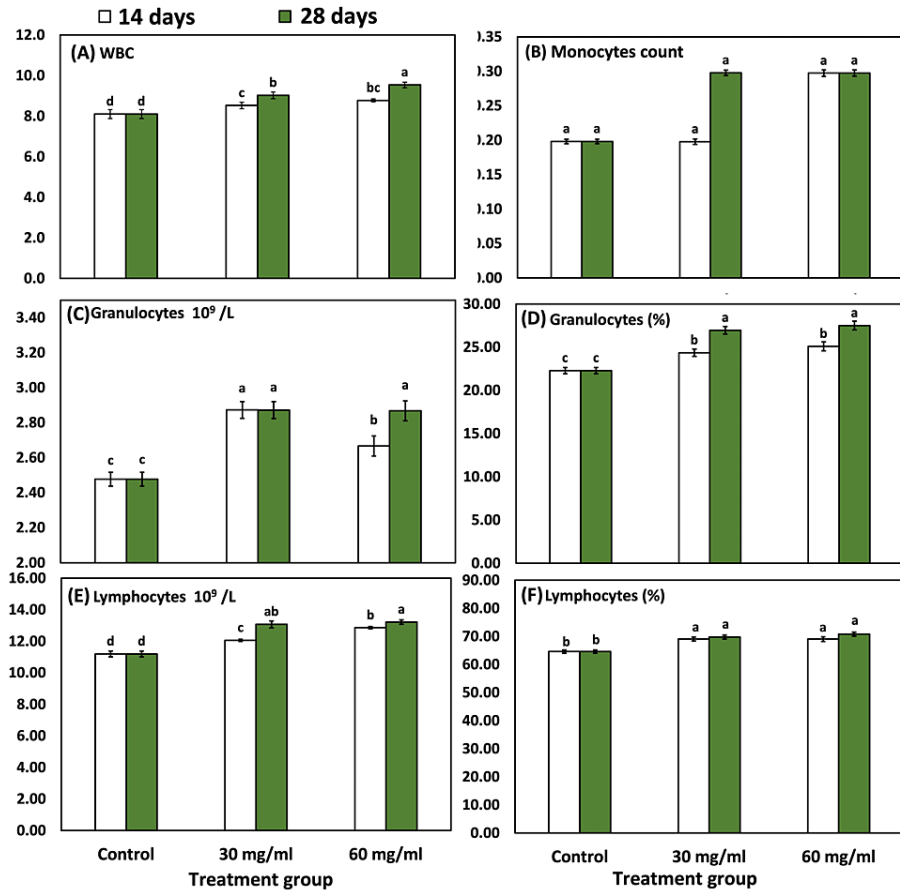 14 days 28 days
(A) WBC
12.0
10.0
8.0
6.0
4.0
2.0
0.0
d d c b bc a
(B) Monocytes count
0.35
0.30
0.25
0.20
0.15
0.10
0.05
0.00
a a a a a a
(C) Granulocytes 10⁹ /L
3.40
3.20
3.00
2.80
2.60
2.40
2.20
2.00
c c a a b a
(D) Granulocytes (%)
30.00
25.00
20.00
15.00
10.00
5.00
0.00
c c b a b a
(E) Lymphocytes 10⁹ /L
16.00
14.00
12.00
10.00
8.00
6.00
4.00
2.00
0.00
d d c ab b a
Control 30 mg/ml 60 mg/ml
Treatment group
(F) Lymphocytes (%)
90.00
80.00
70.00
60.00
50.00
40.00
30.00
20.00
10.00
0.00
b b a a a a
Control 30 mg/ml 60 mg/ml
Treatment group